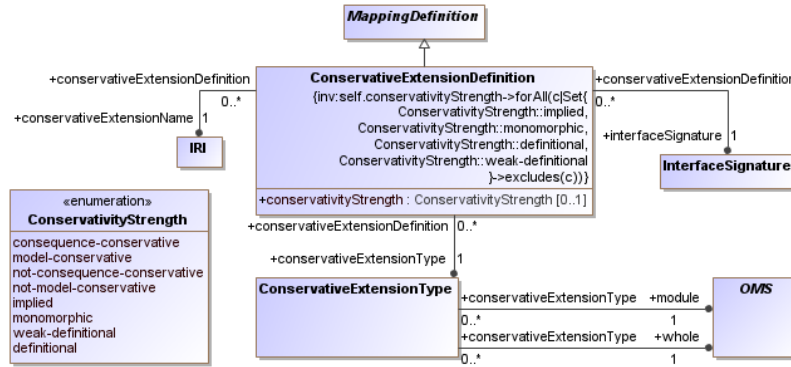 MappingDefinition
+conservativeExtensionDefinition
0..*
+conservativeExtensionName 1
IRI
ConservativeExtensionDefinition
{inv:self.conservativityStrength->forAll(c|Set{
ConservativityStrength::implied,
ConservativityStrength::monomorphic,
ConservativityStrength::definitional,
ConservativityStrength::weak-definitional
}->excludes(c))}
+conservativityStrength : ConservativityStrength [0..1]
+conservativeExtensionDefinition
0..*
+interfaceSignature 1
InterfaceSignature
«enumeration»
ConservativityStrength
consequence-conservative
model-conservative
not-consequence-conservative
not-model-conservative
implied
monomorphic
weak-definitional
definitional
+conservativeExtensionDefinition 0..*
+conservativeExtensionType 1
ConservativeExtensionType
+conservativeExtensionType +module
0..* 1
+conservativeExtensionType +whole
0..* 1
OMS